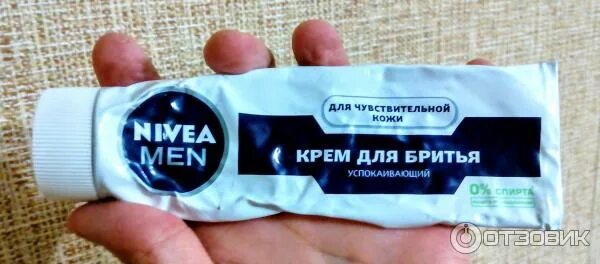 NIVEA
MEN
ДЛЯ ЧУВСТВИТЕЛЬНОЙ
КОЖИ
КРЕМ ДЛЯ БРИТЬЯ
УСПОКАИВАЮЩИЙ
0% СПИРТА
ОТЗОВИК